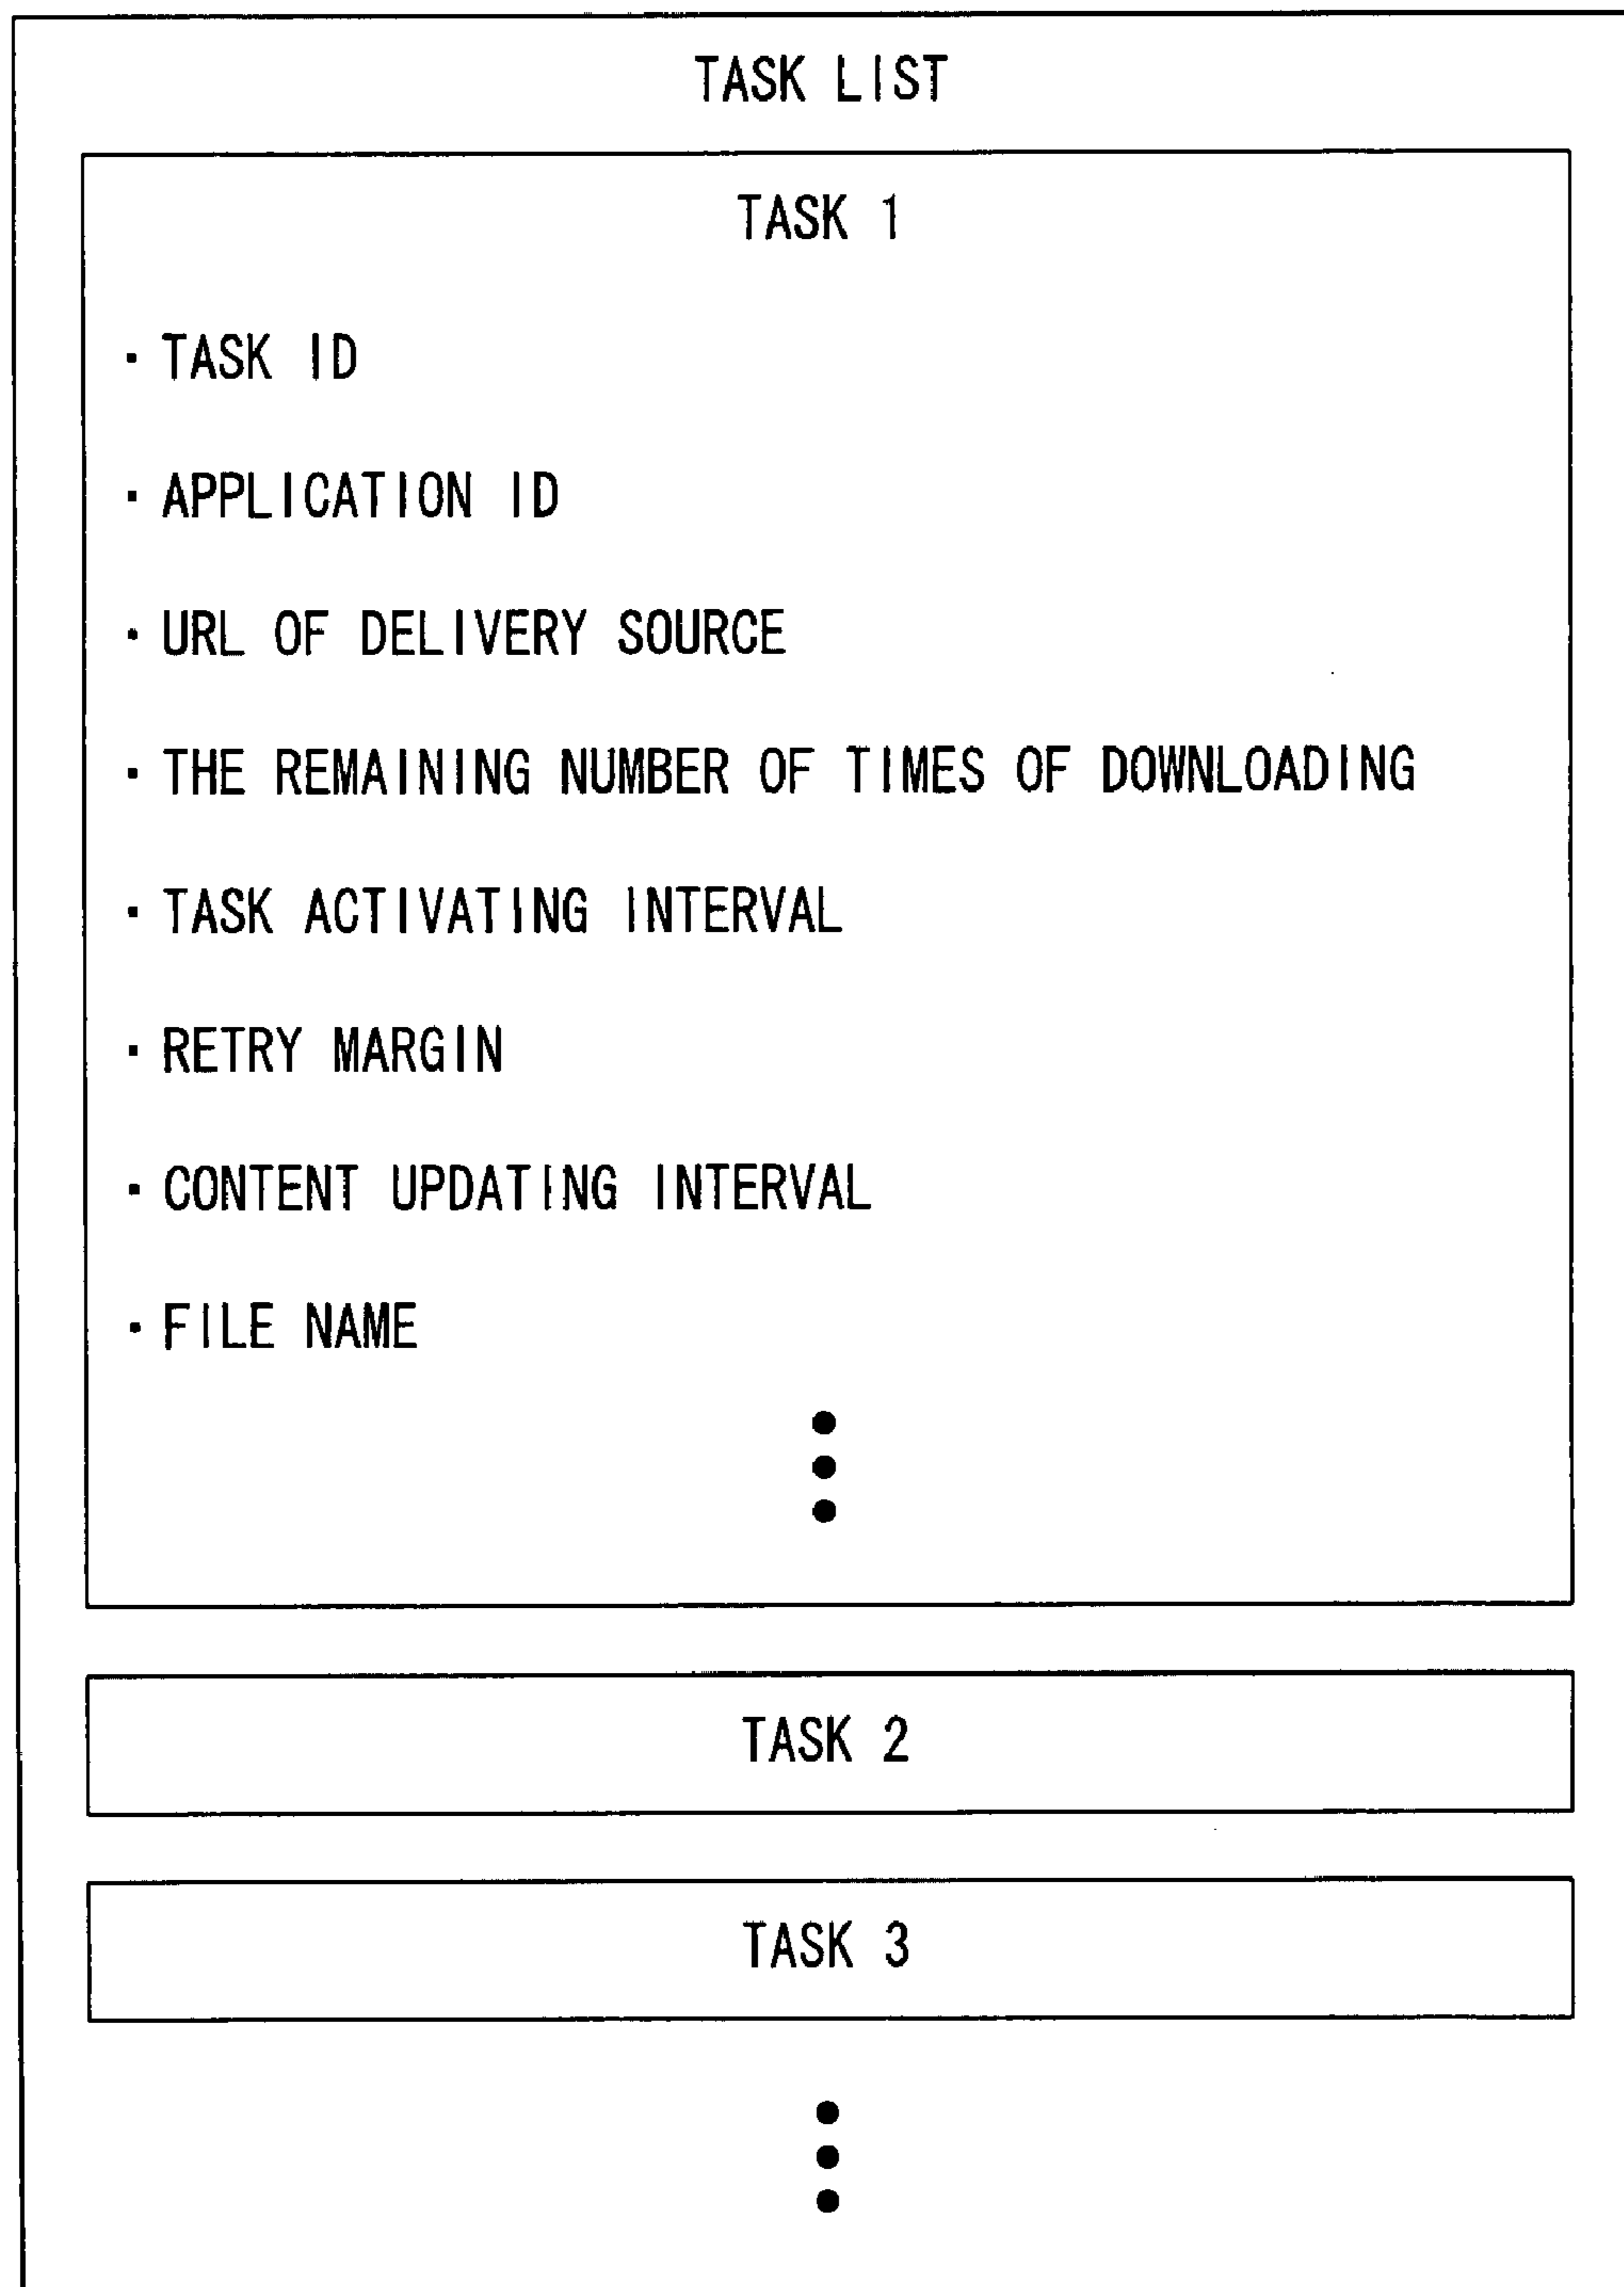 TASK LIST
TASK 1
· TASK ID
· APPLICATION ID
· URL OF DELIVERY SOURCE
· THE REMAINING NUMBER OF TIMES OF DOWNLOADING
· TASK ACTIVATING INTERVAL
· RETRY MARGIN
· CONTENT UPDATING INTERVAL
· FILE NAME
TASK 2
TASK 3